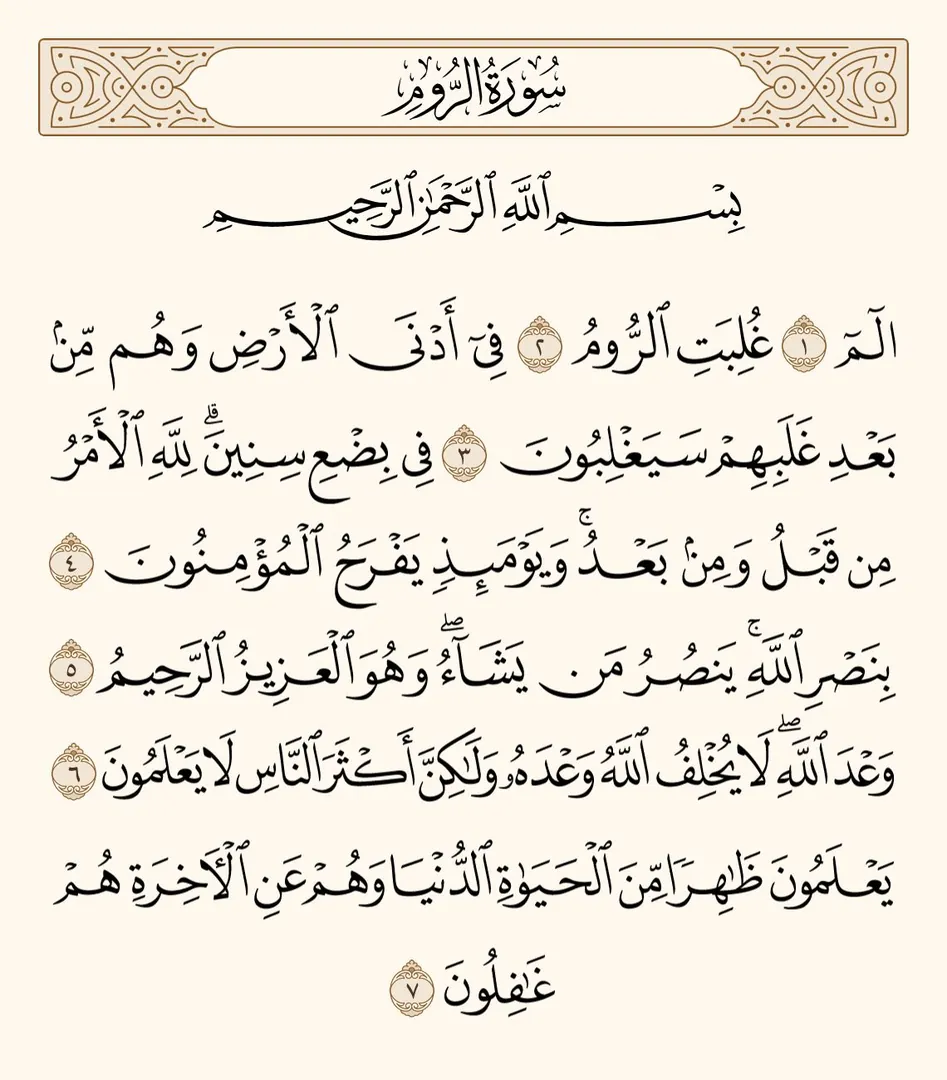 سُورَةُ الرُّومِ
بِسْمِ ٱللَّهِ ٱلرَّحْمَٰنِ ٱلرَّحِيمِ
الٓمٓ ١ غُلِبَتِ ٱلرُّومُ ٢ فِىٓ أَدْنَى ٱلْأَرْضِ وَهُم مِّنۢ
بَعْدِ غَلَبِهِمْ سَيَغْلِبُونَ ٣ فِى بِضْعِ سِنِينَ ۗ لِلَّهِ ٱلْأَمْرُ
مِن قَبْلُ وَمِنۢ بَعْدُ ۚ وَيَوْمَئِذٍ يَفْرَحُ ٱلْمُؤْمِنُونَ ٤
بِنَصْرِ ٱللَّهِ ۚ يَنصُرُ مَن يَشَآءُ ۖ وَهُوَ ٱلْعَزِيزُ ٱلرَّحِيمُ ٥
وَعْدَ ٱللَّهِ ۖ لَا يُخْلِفُ ٱللَّهُ وَعْدَهُۥ وَلَٰكِنَّ أَكْثَرَ ٱلنَّاسِ لَا يَعْلَمُونَ ٦
يَعْلَمُونَ ظَٰهِرًا مِّنَ ٱلْحَيَوٰةِ ٱلدُّنْيَا وَهُمْ عَنِ ٱلْـَٔاخِرَةِ هُمْ
غَٰفِلُونَ ٧